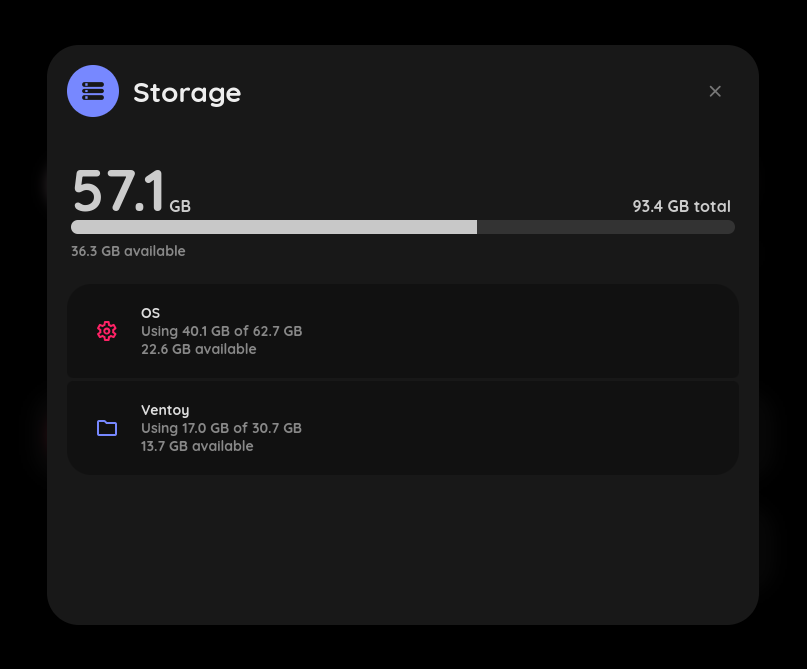 Storage
57.1 GB
93.4 GB total
36.3 GB available
OS
Using 40.1 GB of 62.7 GB
22.6 GB available
Ventoy
Using 17.0 GB of 30.7 GB
13.7 GB available